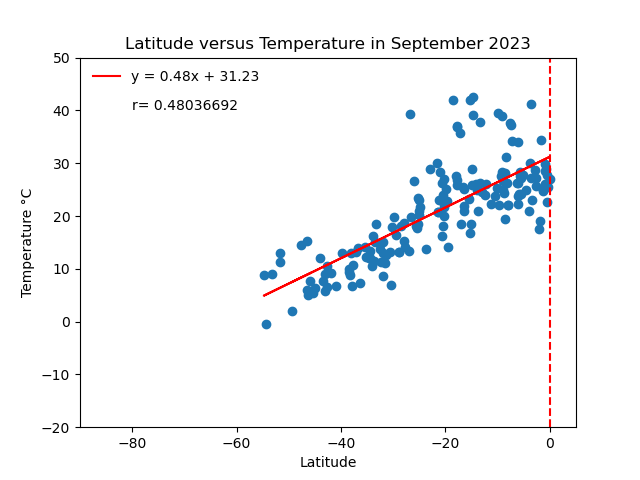 Latitude versus Temperature in September 2023
y = 0.48x + 31.23
r= 0.48036692
50
40
30
20
10
0
−10
−20
Temperature °C
−80
−60
−40
−20
0
Latitude